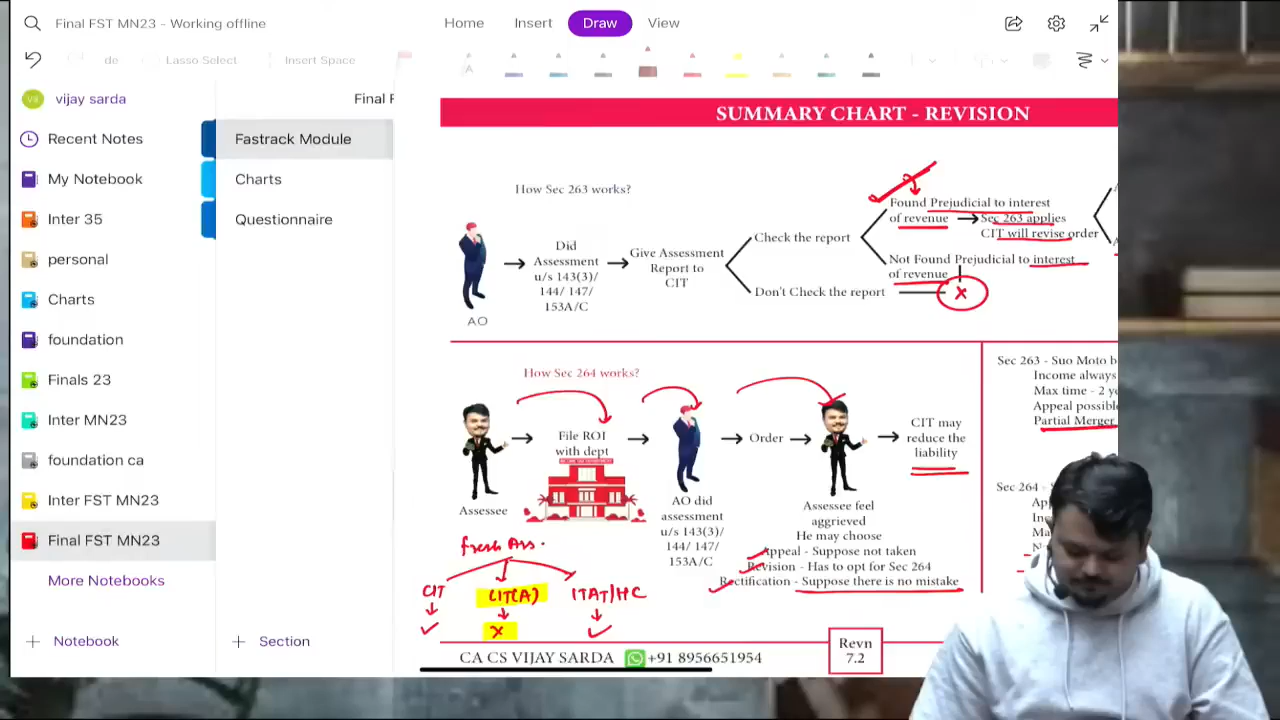 Final FST MN23 - Working offline
Home
Insert
Draw
View
de
Lasso Select
Insert Space
VS
vijay sarda
Recent Notes
My Notebook
Inter 35
personal
Charts
foundation
Finals 23
Inter MN23
foundation ca
Inter FST MN23
Final FST MN23
More Notebooks
Notebook
Final F
Fastrack Module
Charts
Questionnaire
Section
SUMMARY CHART - REVISION
How Sec 263 works?
AO
Did
Assessment
u/s 143(3)/
144/ 147/
153A/C
Give Assessment
Report to
CIT
Check the report
Don't Check the report
Found Prejudicial to interest
of revenue
Sec 263 applies
CIT will revise order
Not Found Prejudicial to interest
of revenue
x
How Sec 264 works?
Assessee
File ROI
with dept
AO did
assessment
u/s 143(3)/
144/ 147/
153A/C
Order
Assessee feel
aggrieved
He may choose
Appeal - Suppose not taken
Revision - Has to opt for Sec 264
Rectification - Suppose there is no mistake
CIT may
reduce the
liability
Sec 263 - Suo Moto b
Income always
Max time - 2 ye
Appeal possible
Partial Merger
Sec 264 - S
Ap
Inc
Ma
fresh Ass.
CIT
CIT(A)
ITAT/HC
x
CA CS VIJAY SARDA
+91 8956651954
Revn
7.2